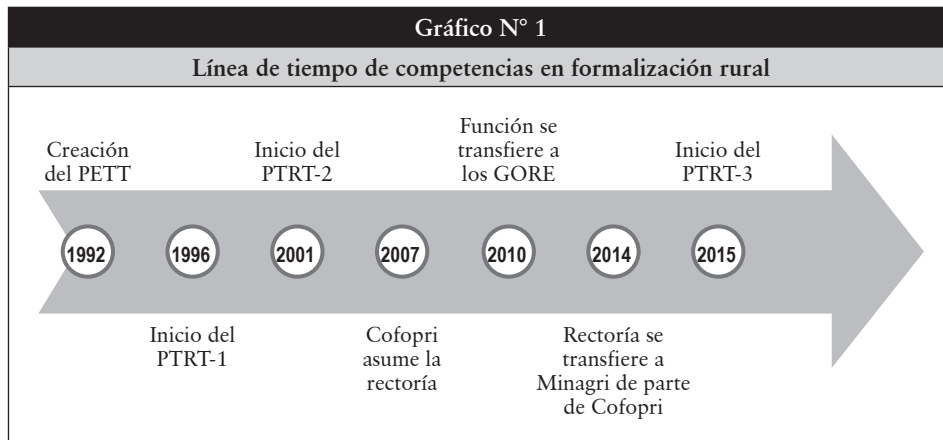 Gráfico N° 1
Línea de tiempo de competencias en formalización rural
Creación
del PETT
Inicio del
PTRT-2
Función se
transfiere a
los GORE
Inicio del
PTRT-3
1992
1996
2001
2007
2010
2014
2015
Inicio del
PTRT-1
Cofopri
asume la
rectoría
Rectoría se
transfiere a
Minagri de parte
de Cofopri